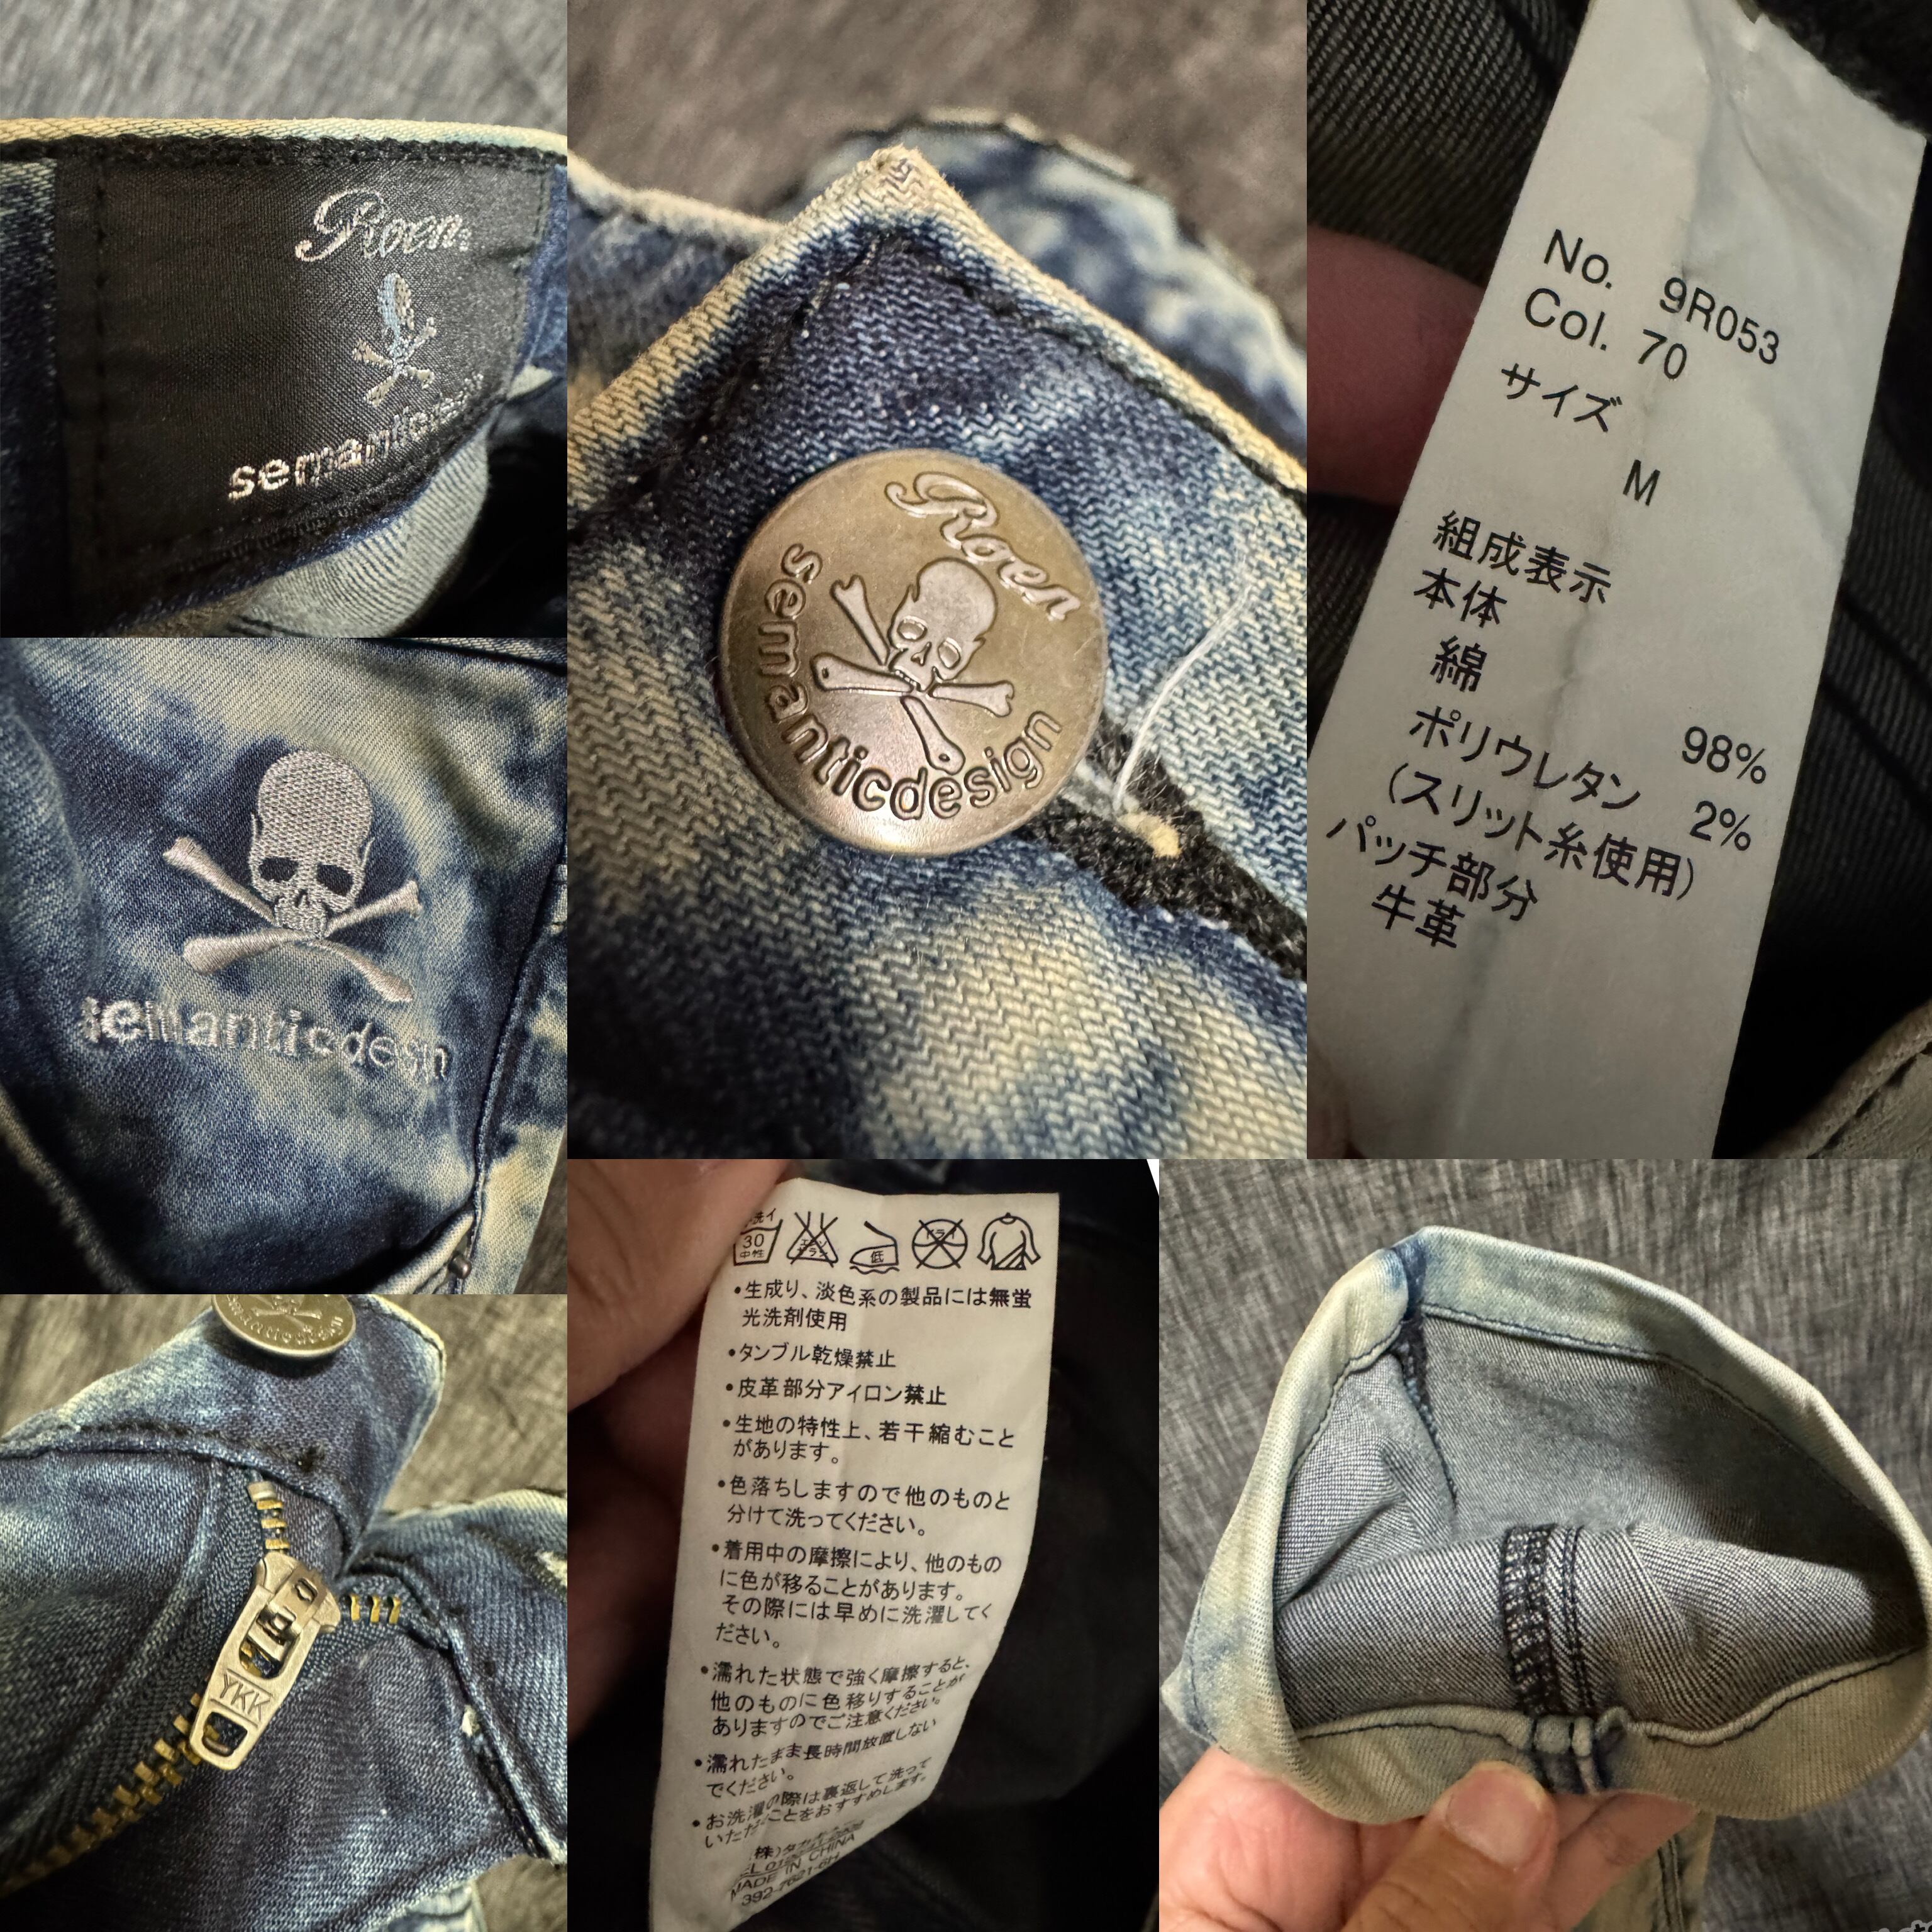 Roen
semanticdesign
Roen
semanticdesign
No. 9R053
Col. 70
サイズ
M
組成表示
本体
綿 98%
ポリウレタン 2%
(スリット糸使用)
パッチ部分
牛革
semanticdesign
semanticdesign
YKK
30
中性
エンソ
サラシ
低
ドライ
•生成り、淡色系の製品には無蛍
光洗剤使用
•タンブル乾燥禁止
•皮革部分アイロン禁止
•生地の特性上、若干縮むこと
があります。
•色落ちしますので他のものと
分けて洗ってください。
•着用中の摩擦により、他のもの
に色が移ることがあります。
その際には早めに洗濯してく
ださい。
•濡れた状態で強く摩擦すると、
他のものに色移りすることが
ありますのでご注意ください。
•濡れたまま長時間放置しない
でください。
•お洗濯の際は裏返して洗って
いただくことをおすすめします。
MADE IN CHINA